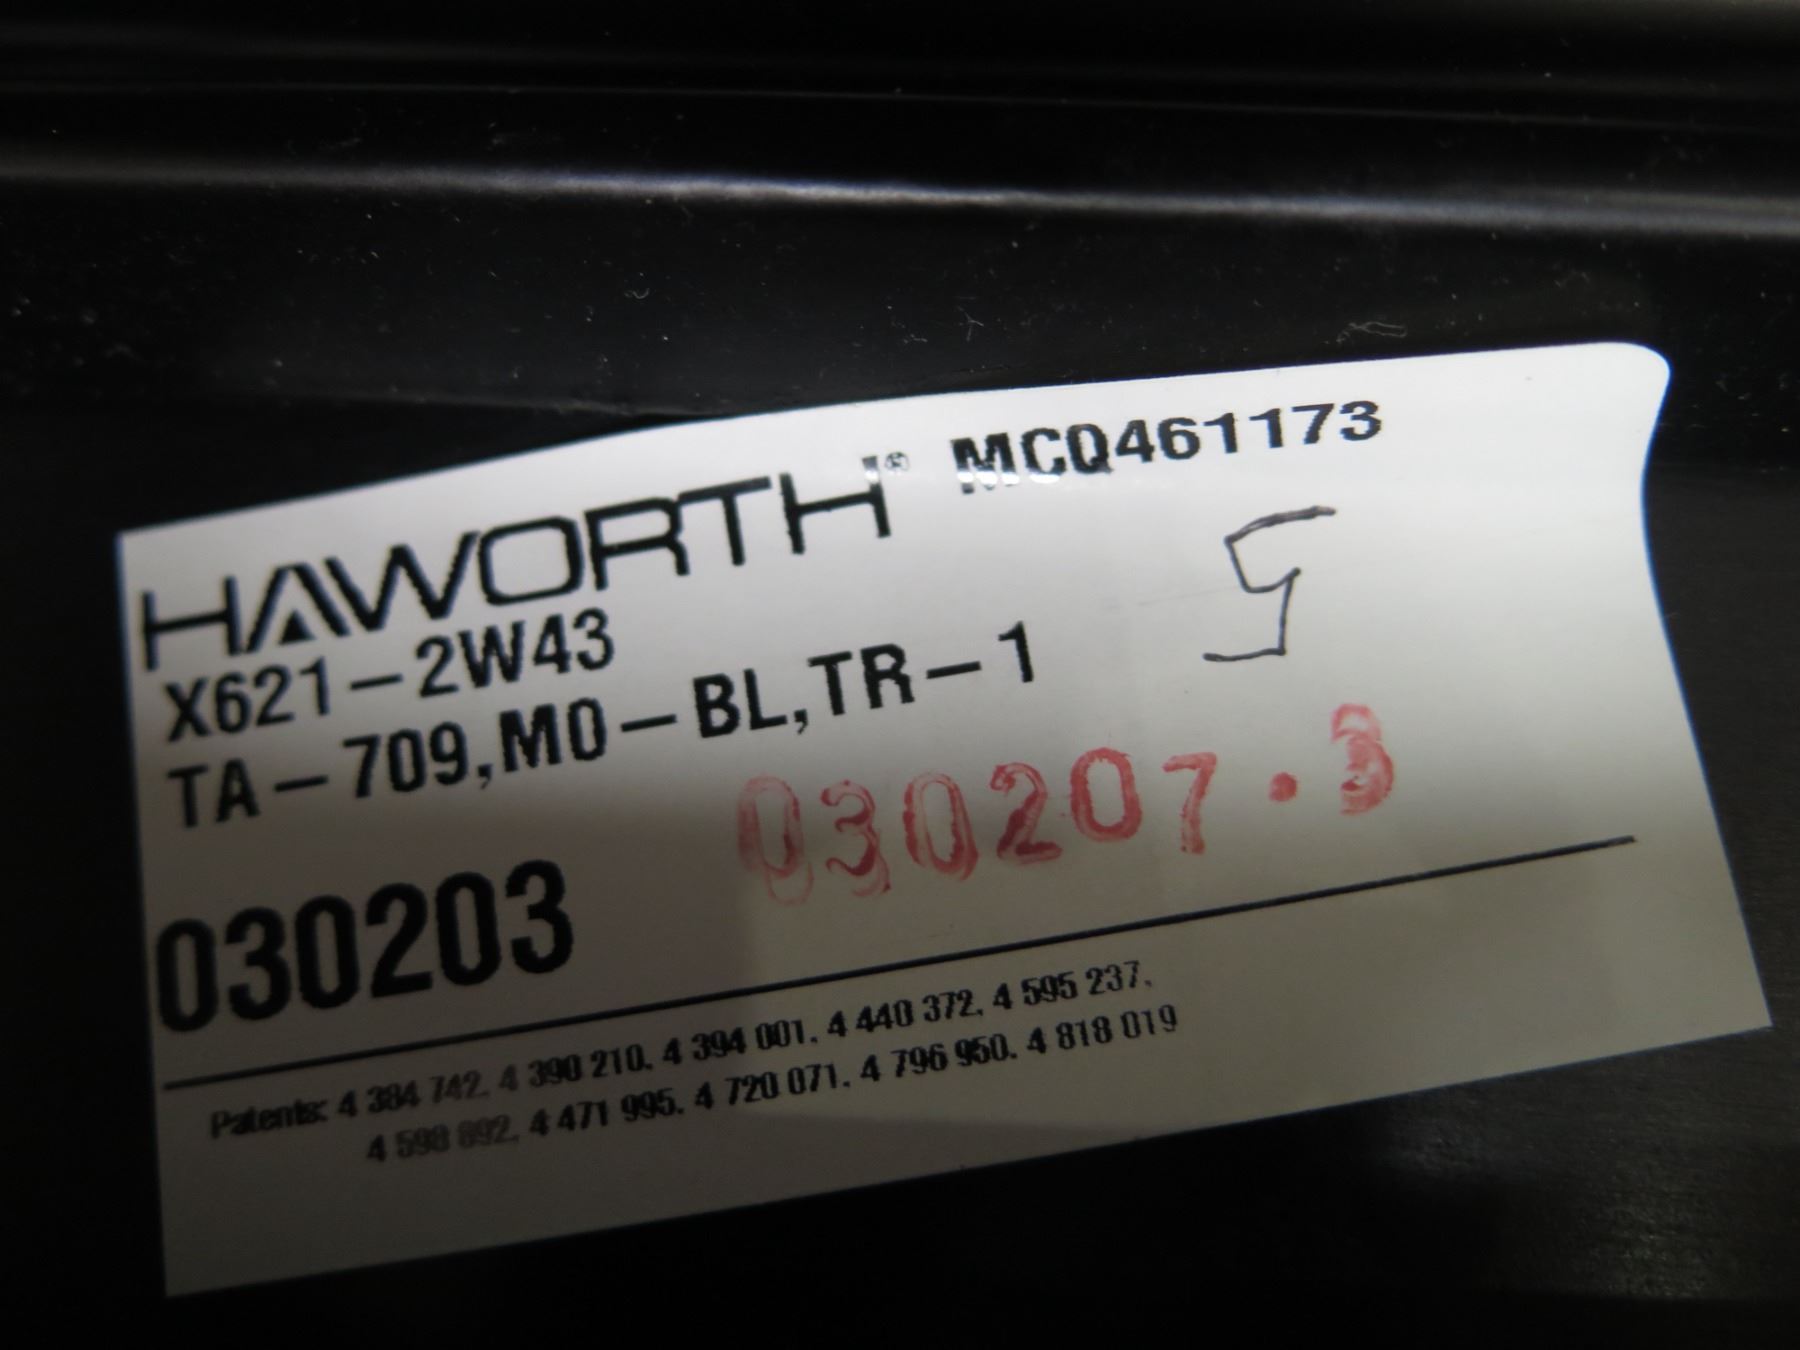 HAWORTH® MCQ461173
X621-2W43
5
TA-709,MO-BL,TR-1
030203
030207.3
Patents: 4 384 742, 4 390 210, 4 394 001, 4 440 372, 4 595 237,
4 598 892, 4 471 995, 4 720 071, 4 796 950, 4 818 019